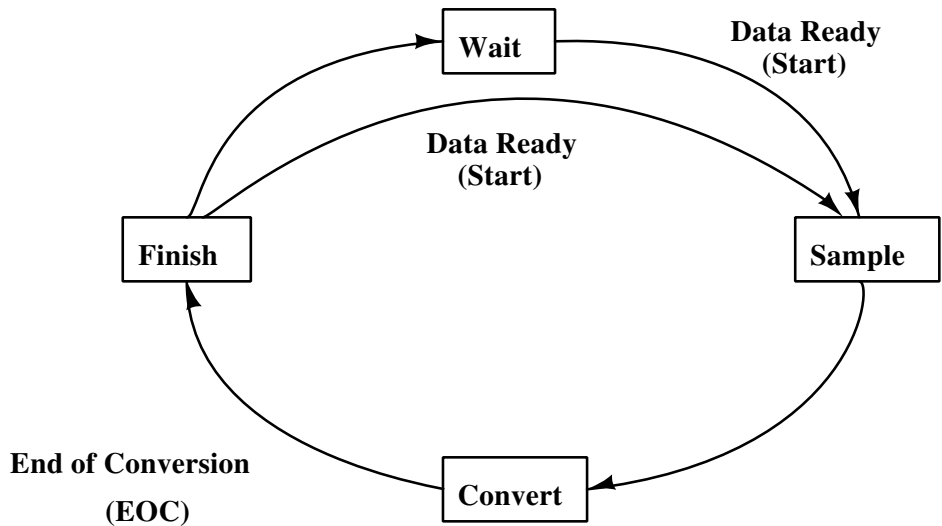 Wait
Data Ready
(Start)
Data Ready
(Start)
Finish
Sample
End of Conversion
(EOC)
Convert